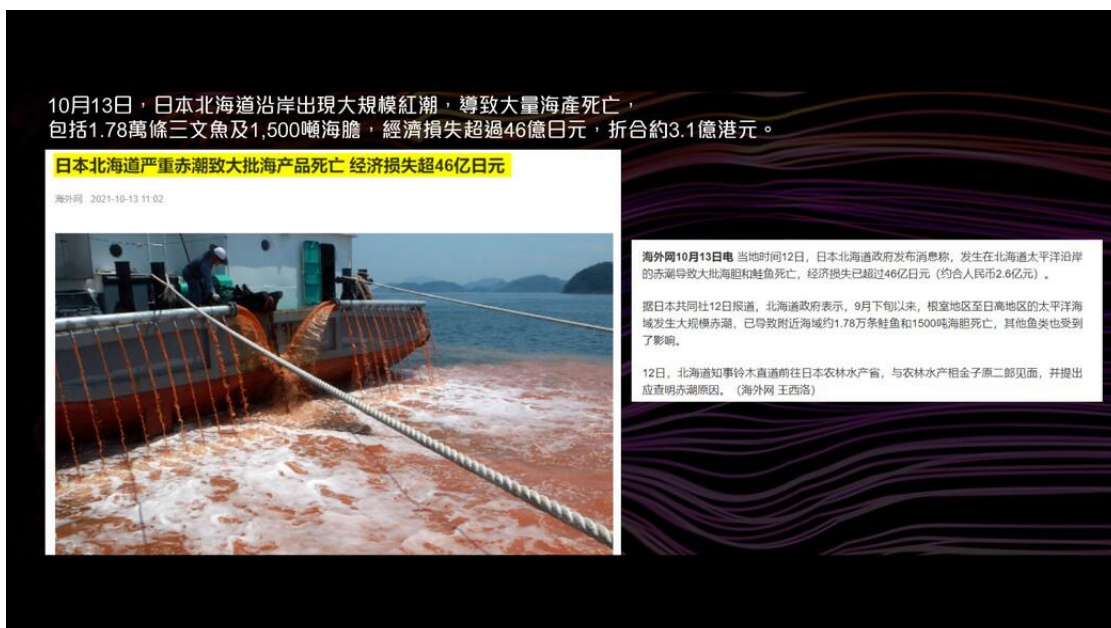 10月13日，日本北海道沿岸出現大規模紅潮，導致大量海產死亡，
包括1.78萬條三文魚及1,500噸海膽，經濟損失超過46億日元，折合約3.1億港元。
日本北海道严重赤潮致大批海产品死亡 经济损失超46亿日元
海外网 2021-10-13 11:02
海外网10月13日电 当地时间12日，日本北海道政府发布消息称，发生在北海道太平洋沿岸
的赤潮导致大批海胆和鲑鱼死亡，经济损失已超过46亿日元（约合人民币2.6亿元）。
据日本共同社12日报道，北海道政府表示，9月下旬以来，根室地区至日高地区的太平洋海
域发生大规模赤潮，已导致附近海域约1.78万条鲑鱼和1500吨海胆死亡，其他鱼类也受到
了影响。
12日，北海道知事铃木直道前往日本农林水产省，与农林水产相金子原二郎见面，并提出
应查明赤潮原因。（海外网 王西洛）